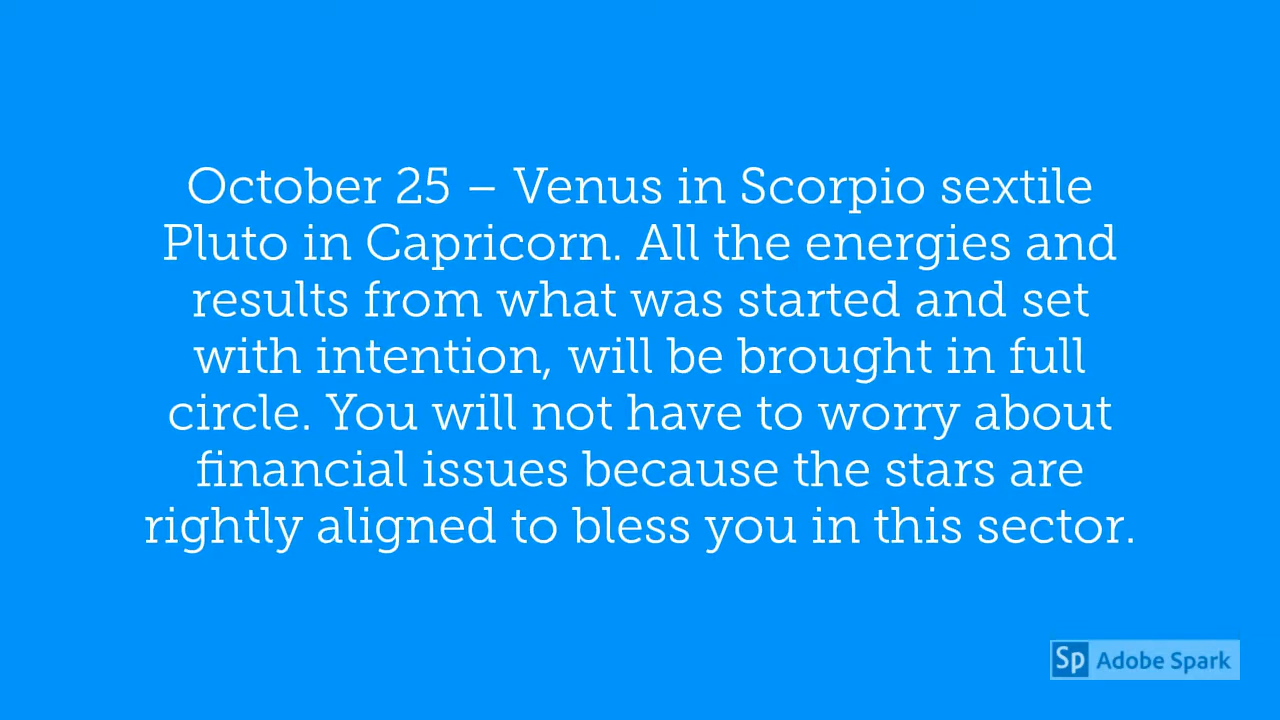 October 25 – Venus in Scorpio sextile
Pluto in Capricorn. All the energies and
results from what was started and set
with intention, will be brought in full
circle. You will not have to worry about
financial issues because the stars are
rightly aligned to bless you in this sector.
Sp Adobe Spark